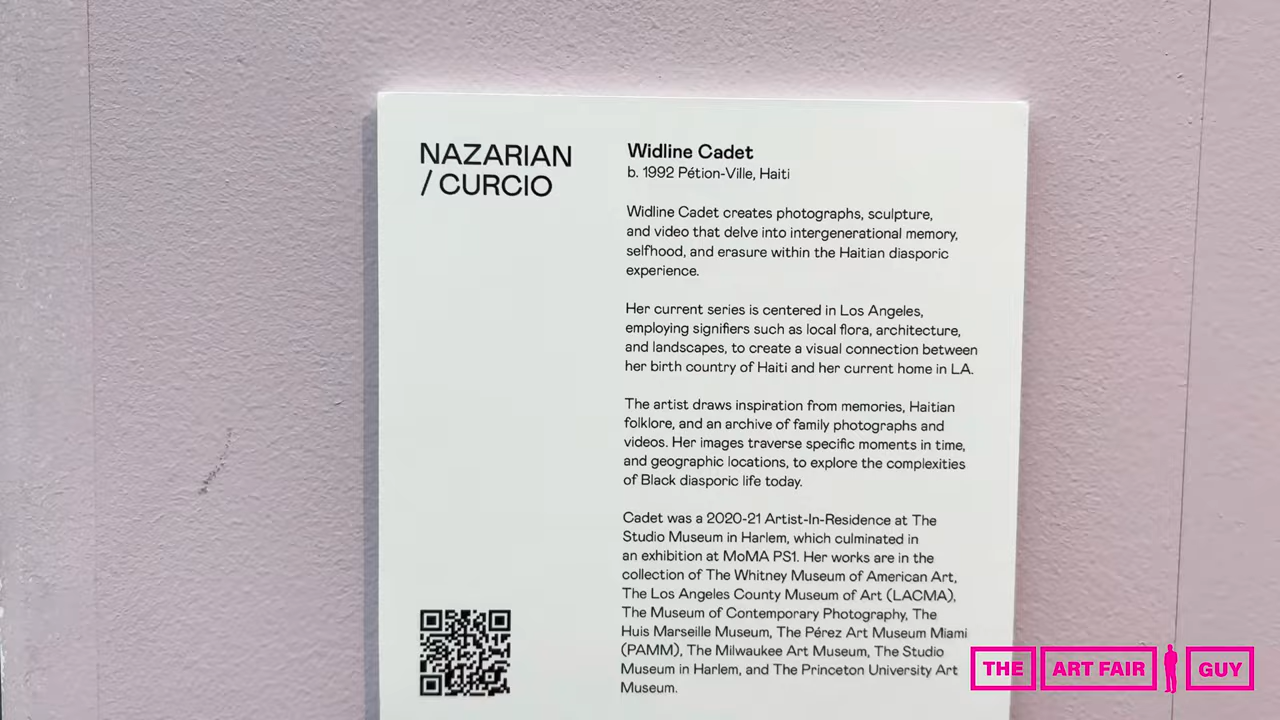 NAZARIAN
/ CURCIO
Widline Cadet
b. 1992 Pétion-Ville, Haiti
Widline Cadet creates photographs, sculpture,
and video that delve into intergenerational memory,
selfhood, and erasure within the Haitian diasporic
experience.
Her current series is centered in Los Angeles,
employing signifiers such as local flora, architecture,
and landscapes, to create a visual connection between
her birth country of Haiti and her current home in LA.
The artist draws inspiration from memories, Haitian
folklore, and an archive of family photographs and
videos. Her images traverse specific moments in time,
and geographic locations, to explore the complexities
of Black diasporic life today.
Cadet was a 2020-21 Artist-In-Residence at The
Studio Museum in Harlem, which culminated in
an exhibition at MoMA PS1. Her works are in the
collection of The Whitney Museum of American Art,
The Los Angeles County Museum of Art (LACMA),
The Museum of Contemporary Photography, The
Huis Marseille Museum, The Pérez Art Museum Miami
(PAMM), The Milwaukee Art Museum, The Studio
Museum in Harlem, and The Princeton University Art
Museum.
THE ART FAIR GUY